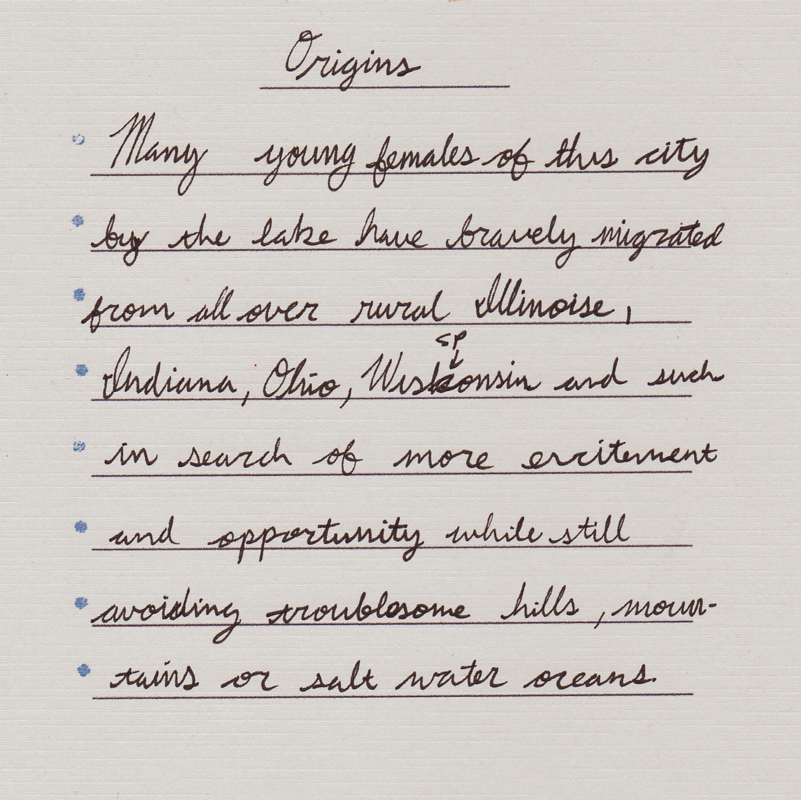 Origins
Many young females of this city
by the lake have bravely migrated
from all over rural Illinoise,
sp
Indiana, Ohio, Wiskonsin and such
in search of more excitement
and opportunity while still
avoiding troublesome hills, moun-
tains or salt water oceans.